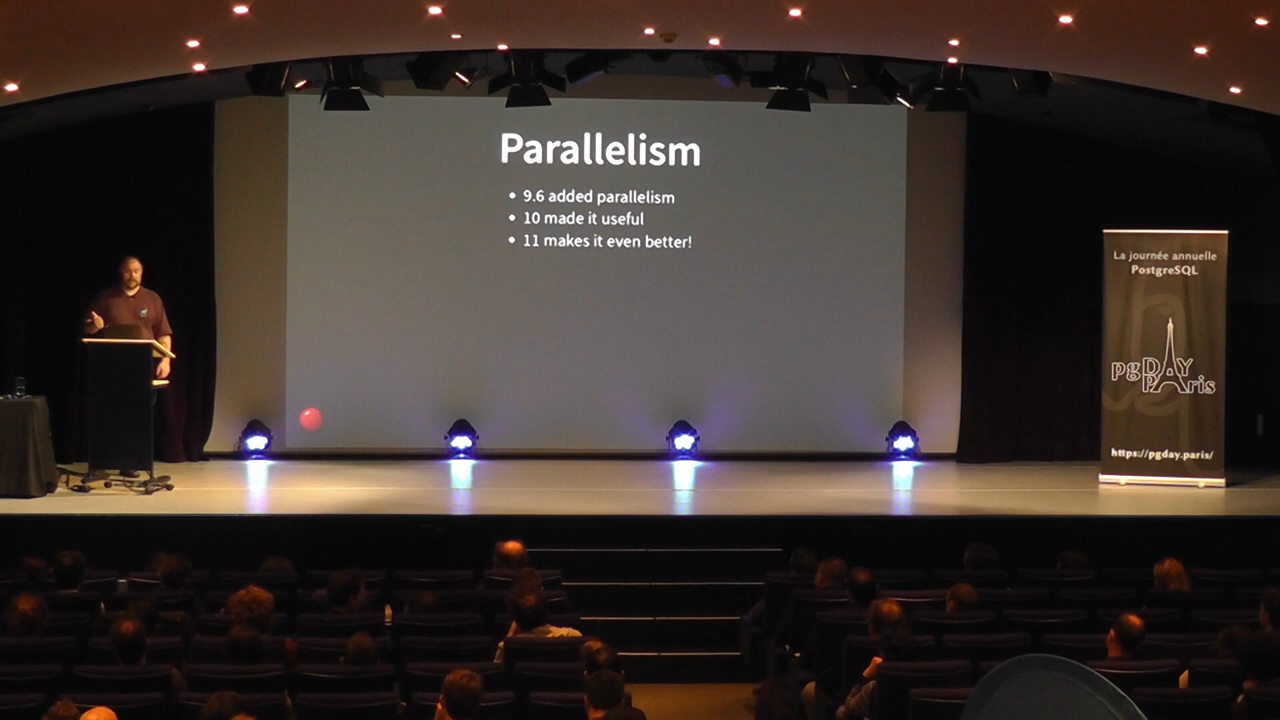 Parallelism
• 9.6 added parallelism
• 10 made it useful
• 11 makes it even better!
La journée annuelle
PostgreSQL
pgDAY
PAris
https://pgday.paris/